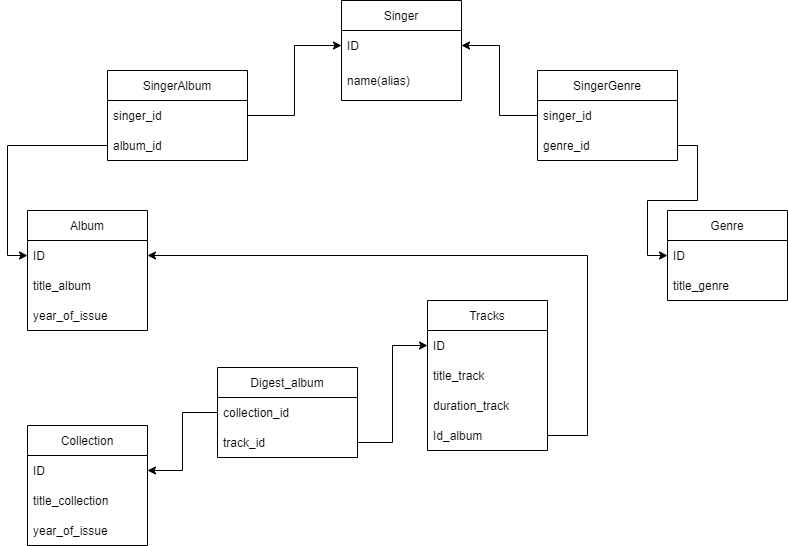 Singer
ID
name(alias)
SingerAlbum
singer_id
album_id
SingerGenre
singer_id
genre_id
Album
ID
title_album
year_of_issue
Genre
ID
title_genre
Tracks
ID
title_track
duration_track
Id_album
Digest_album
collection_id
track_id
Collection
ID
title_collection
year_of_issue